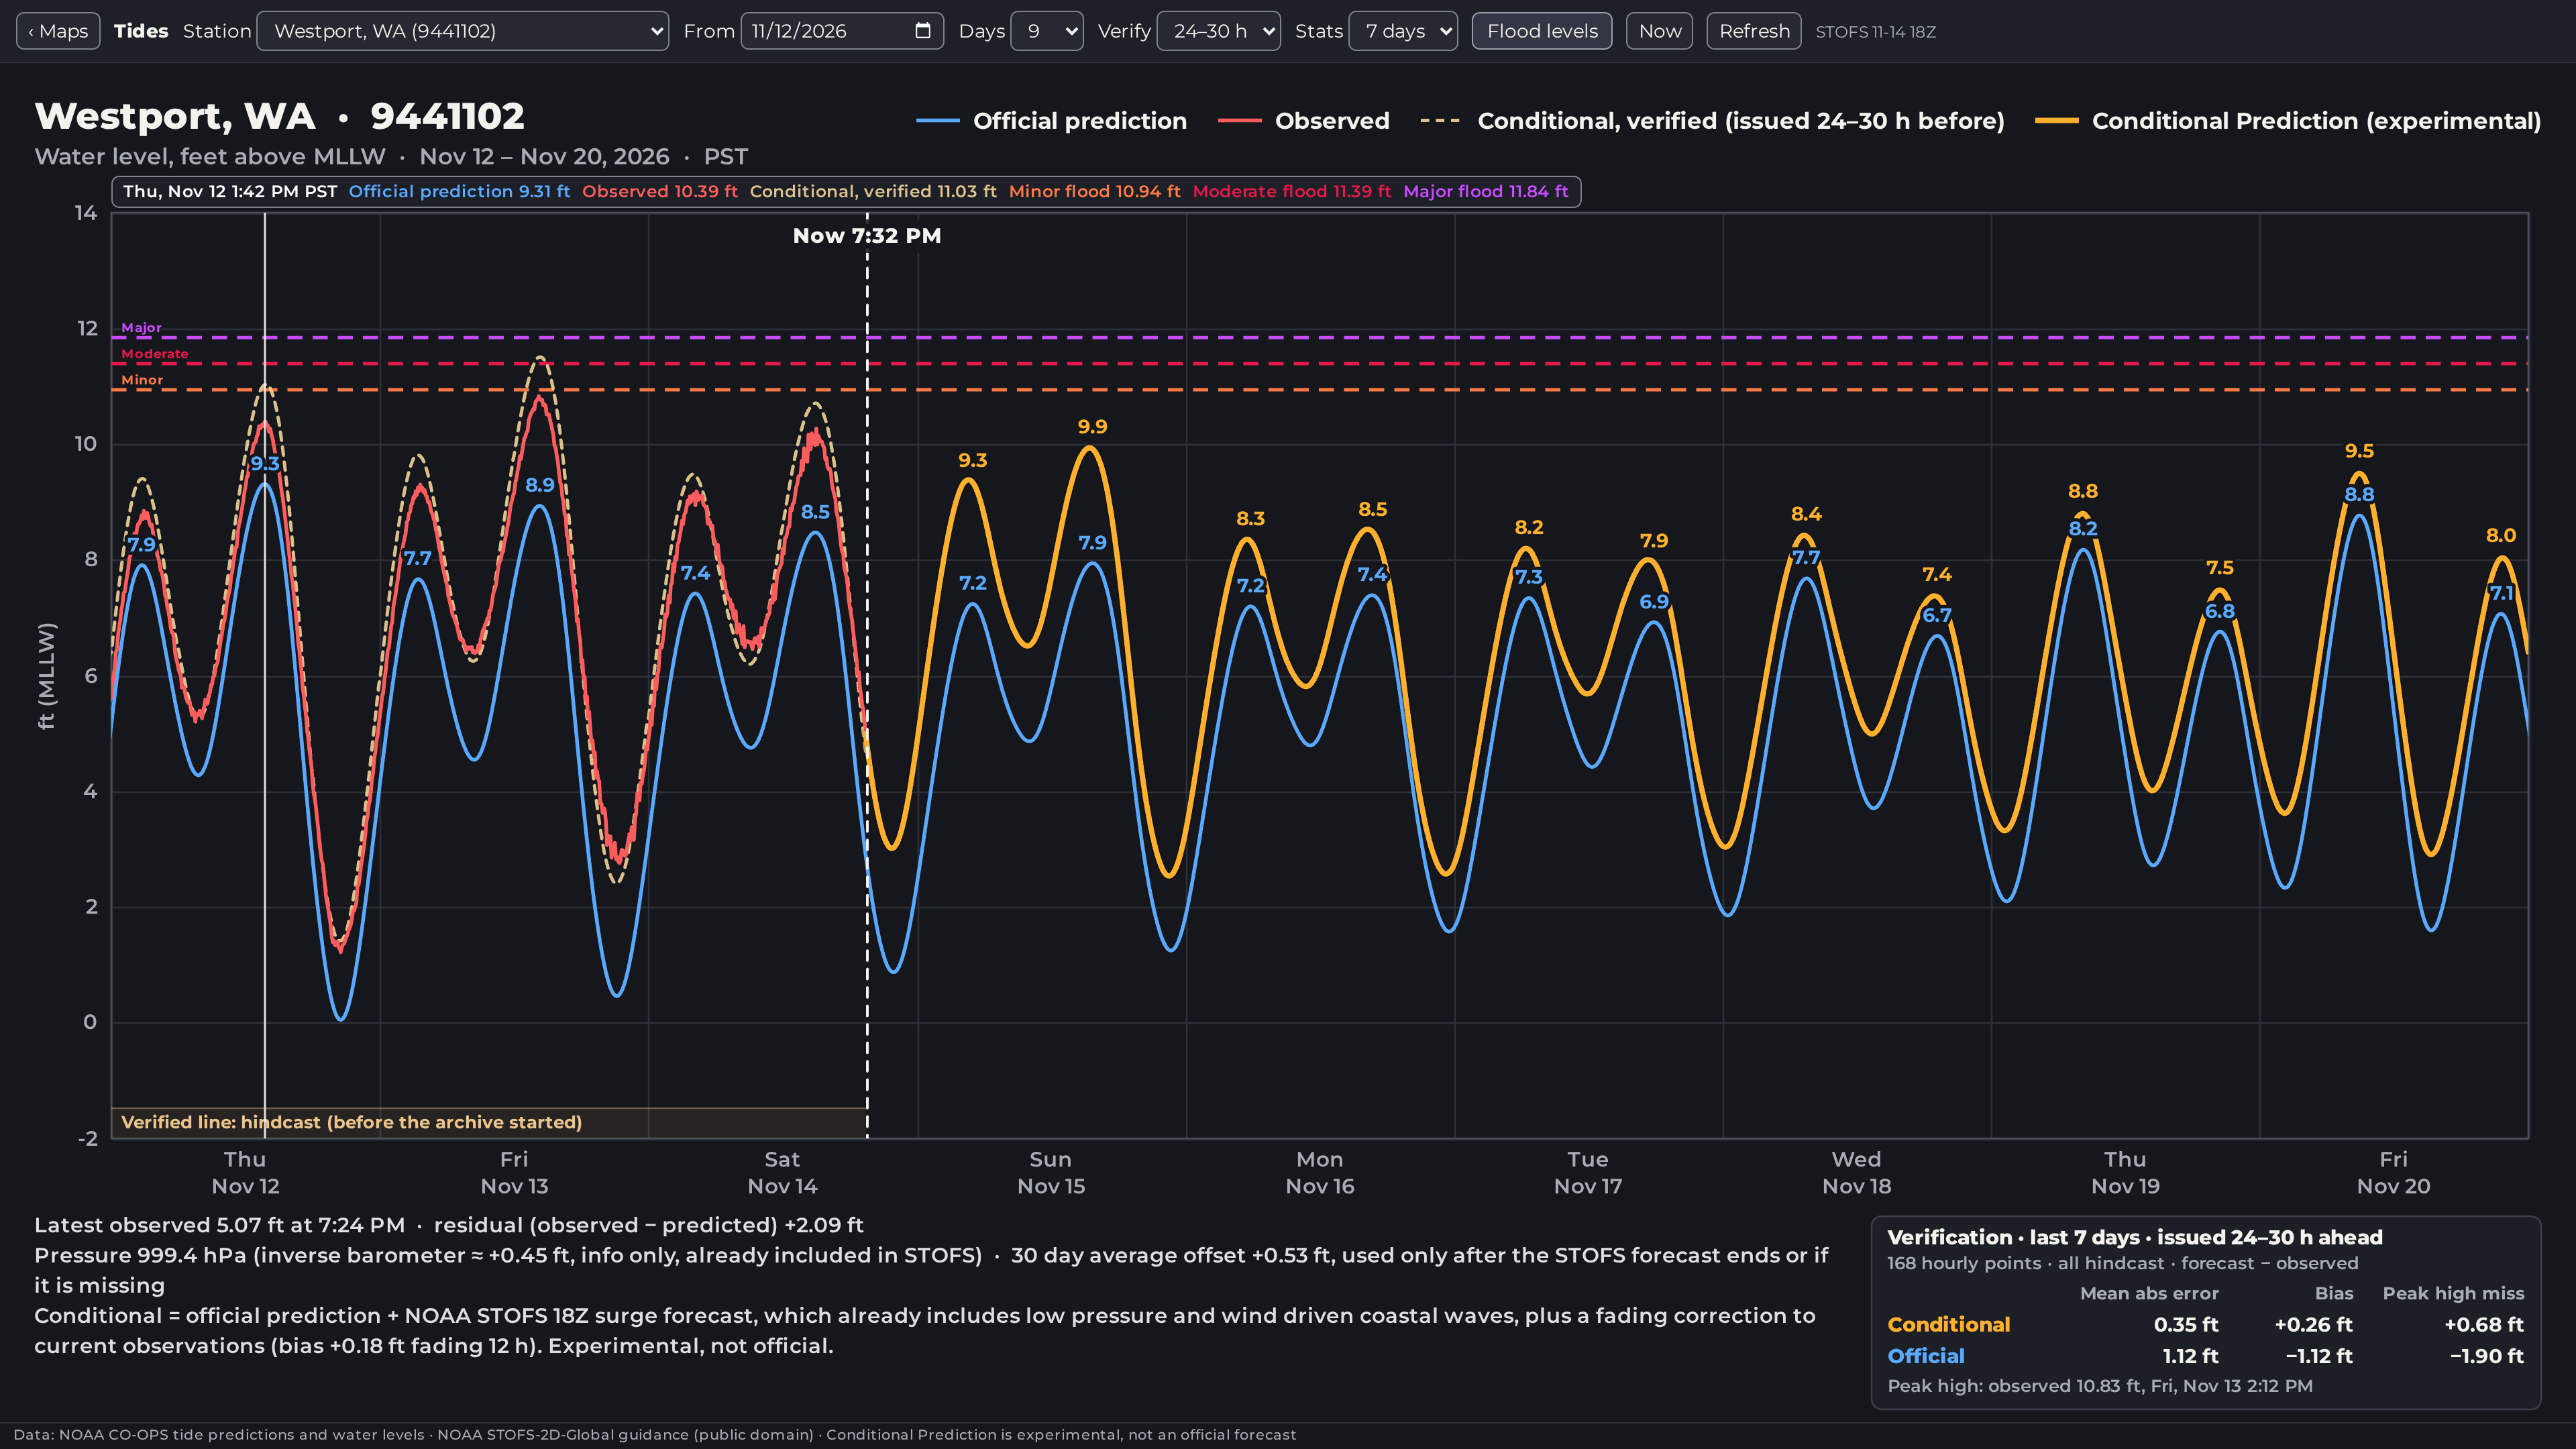 ‹ Maps Tides Station Westport, WA (9441102) From 11/12/2026 Days 9 Verify 24–30 h Stats 7 days Flood levels Now Refresh STOFS 11-14 18Z
Westport, WA · 9441102
Official prediction Observed Conditional, verified (issued 24–30 h before) Conditional Prediction (experimental)
Water level, feet above MLLW · Nov 12 – Nov 20, 2026 · PST
Thu, Nov 12 1:42 PM PST Official prediction 9.31 ft Observed 10.39 ft Conditional, verified 11.03 ft Minor flood 10.94 ft Moderate flood 11.39 ft Major flood 11.84 ft
14
Now 7:32 PM
12
Major
Moderate
Minor
10
8
6
4
2
0
-2
ft (MLLW)
7.9
9.3
7.7
8.9
7.4
8.5
9.3
7.2
9.9
7.9
8.3
7.2
8.5
7.4
8.2
7.3
7.9
6.9
8.4
7.7
7.4
6.7
8.8
8.2
7.5
6.8
9.5
8.8
8.0
7.1
Verified line: hindcast (before the archive started)
Thu Fri Sat Sun Mon Tue Wed Thu Fri
Nov 12 Nov 13 Nov 14 Nov 15 Nov 16 Nov 17 Nov 18 Nov 19 Nov 20
Latest observed 5.07 ft at 7:24 PM · residual (observed − predicted) +2.09 ft
Pressure 999.4 hPa (inverse barometer ≈ +0.45 ft, info only, already included in STOFS) · 30 day average offset +0.53 ft, used only after the STOFS forecast ends or if
it is missing
Conditional = official prediction + NOAA STOFS 18Z surge forecast, which already includes low pressure and wind driven coastal waves, plus a fading correction to
current observations (bias +0.18 ft fading 12 h). Experimental, not official.
Verification · last 7 days · issued 24–30 h ahead
168 hourly points · all hindcast · forecast − observed
Mean abs error Bias Peak high miss
Conditional 0.35 ft +0.26 ft +0.68 ft
Official 1.12 ft −1.12 ft −1.90 ft
Peak high: observed 10.83 ft, Fri, Nov 13 2:12 PM
Data: NOAA CO-OPS tide predictions and water levels · NOAA STOFS-2D-Global guidance (public domain) · Conditional Prediction is experimental, not an official forecast